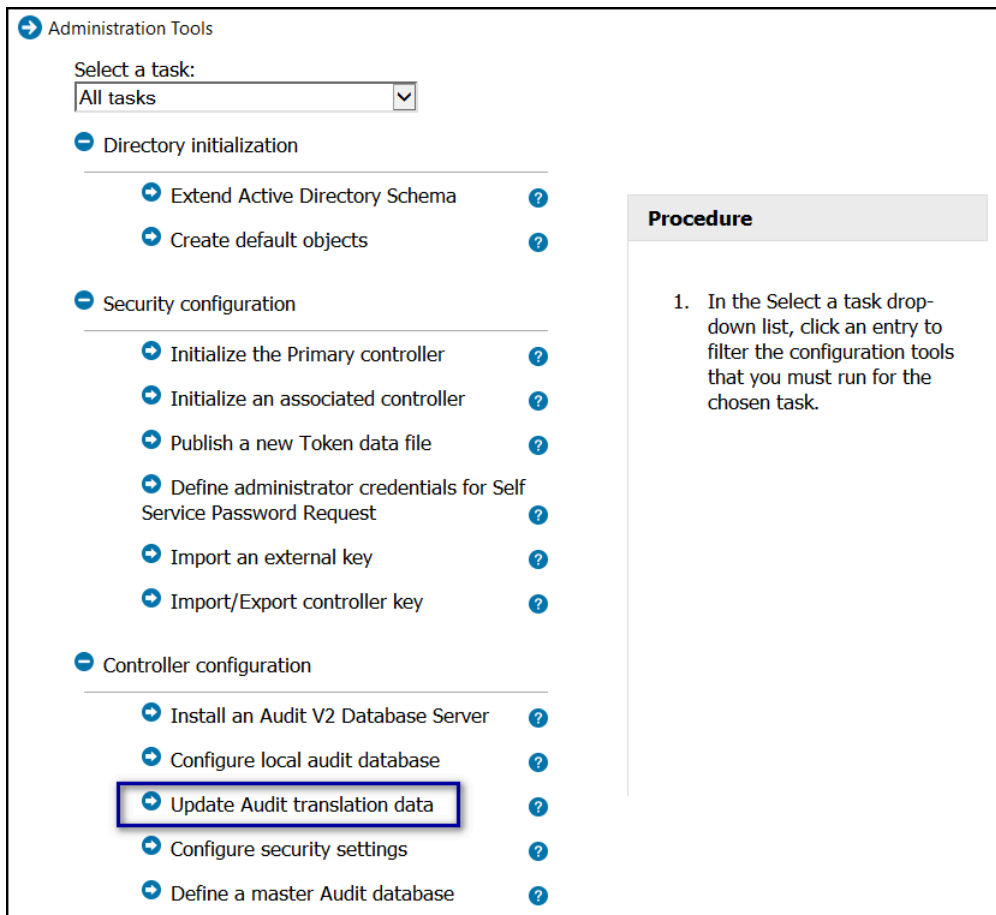 Administration Tools
Select a task:
All tasks
Directory initialization
Extend Active Directory Schema
?
Create default objects
?
Security configuration
Initialize the Primary controller
?
Initialize an associated controller
?
Publish a new Token data file
?
Define administrator credentials for Self
Service Password Request
?
Import an external key
?
Import/Export controller key
?
Controller configuration
Install an Audit V2 Database Server
?
Configure local audit database
?
Update Audit translation data
?
Configure security settings
?
Define a master Audit database
?
Procedure
1. In the Select a task drop-
down list, click an entry to
filter the configuration tools
that you must run for the
chosen task.